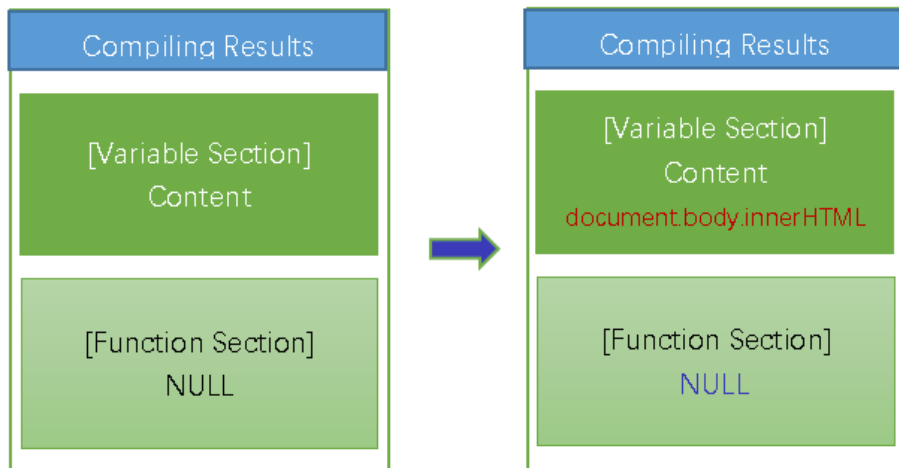 Compiling Results
[Variable Section]
Content
[Function Section]
NULL
Compiling Results
[Variable Section]
Content
document.body.innerHTML
[Function Section]
NULL